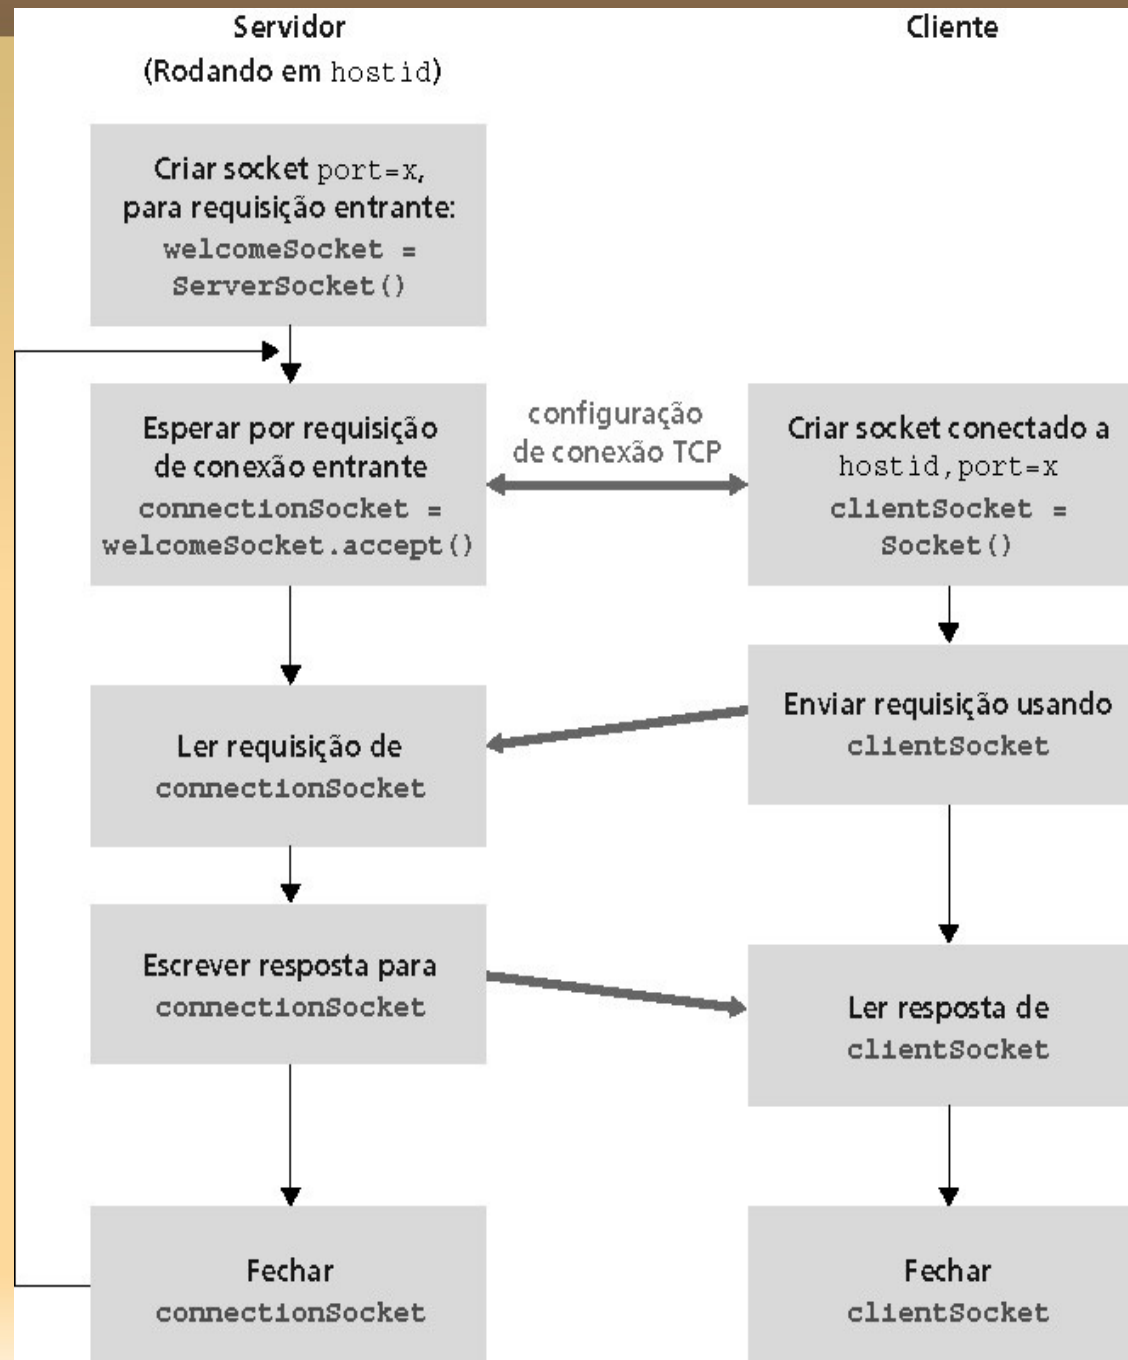 Servidor
(Rodando em hostid)
Cliente
Criar socket port=x,
para requisição entrante:
welcomeSocket =
ServerSocket()
Esperar por requisição
de conexão entrante
connectionSocket =
welcomeSocket.accept()
configuração
de conexão TCP
Criar socket conectado a
hostid,port=x
clientSocket =
Socket()
Enviar requisição usando
clientSocket
Ler requisição de
connectionSocket
Escrever resposta para
connectionSocket
Ler resposta de
clientSocket
Fechar
connectionSocket
Fechar
clientSocket